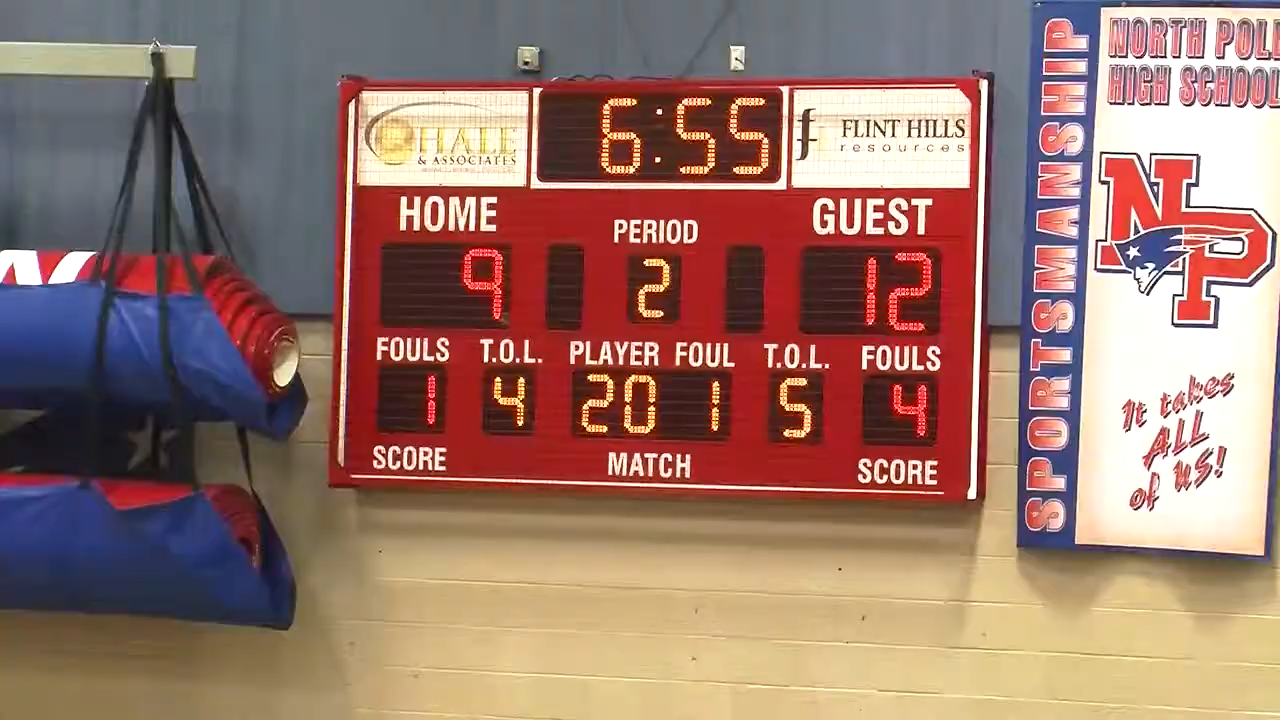 HALE
& ASSOCIATES
6:55
FLINT HILLS
resources
HOME
PERIOD
GUEST
9
2
12
FOULS T.O.L. PLAYER FOUL T.O.L. FOULS
1 4 20 1 5 4
SCORE MATCH SCORE
SPORTSMANSHIP
NORTH POLE
HIGH SCHOOL
NP
It takes
ALL
of us!